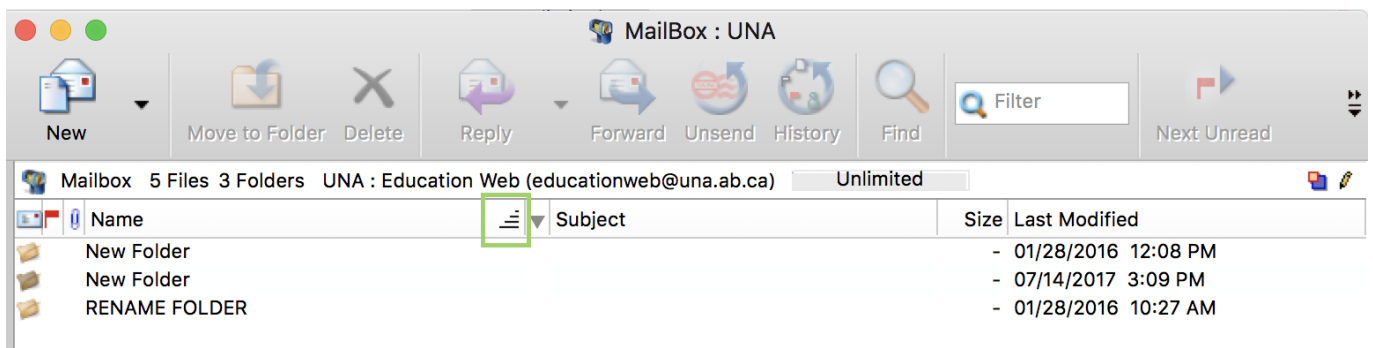 MailBox : UNA
New Move to Folder Delete Reply Forward Unsend History Find Filter Next Unread
Mailbox 5 Files 3 Folders UNA : Education Web (educationweb@una.ab.ca) Unlimited
Name Subject Size Last Modified
New Folder - 01/28/2016 12:08 PM
New Folder - 07/14/2017 3:09 PM
RENAME FOLDER - 01/28/2016 10:27 AM